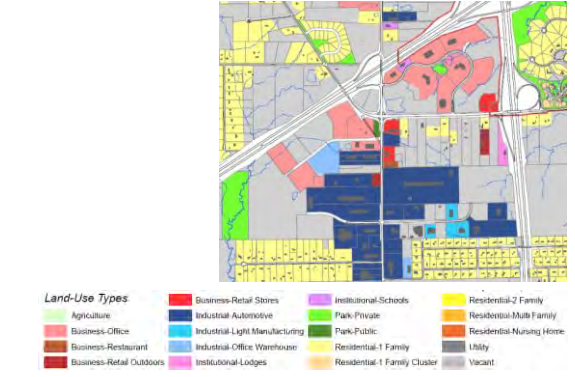 Land-Use Types
Agriculture
Business-Office
Business-Restaurant
Business-Retail Outdoors
Business-Retail Stores
Industrial-Automotive
Industrial-Light Manufacturing
Industrial-Office Warehouse
Institutional-Lodges
Institutional-Schools
Park-Private
Park-Public
Residential-1 Family
Residential-1 Family Cluster
Residential-2 Family
Residential-Multi Family
Residential-Nursing Home
Utility
Vacant